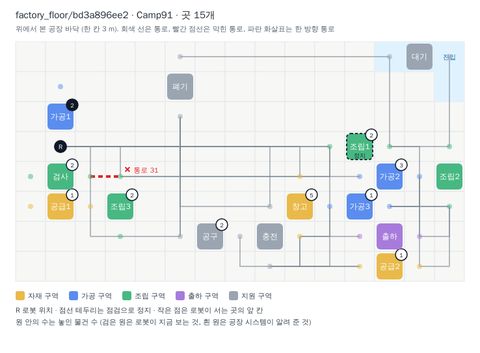 factory_floor/bd3a896ee2 · Camp91 · 곳 15개
위에서 본 공장 바닥 (한 칸 3 m). 회색 선은 통로, 빨간 점선은 막힌 통로, 파란 화살표는 한 방향 통로
대기
폐기
가공1
2
R
조립1
2
검사
2
✕ 통로 31
가공2
3
조립2
공급1
1
조립3
2
창고
5
가공3
1
공구
2
충전
출하
공급2
1
자재 구역
가공 구역
조립 구역
출하 구역
지원 구역
R 로봇 위치 · 점선 테두리는 점검으로 정지 · 작은 점은 로봇이 서는 곳의 앞 칸
원 안의 수는 놓인 물건 수 (검은 원은 로봇이 지금 보는 것, 흰 원은 공장 시스템이 알려 준 것)